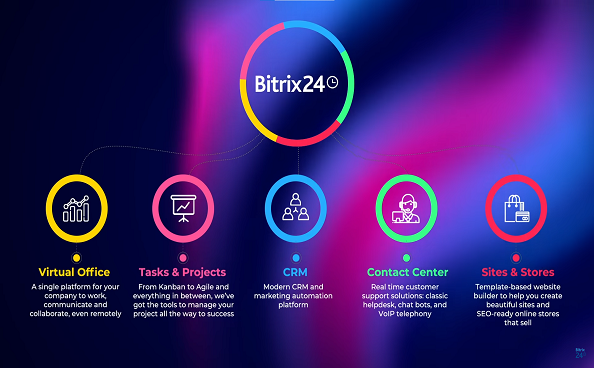 Bitrix24
Virtual Office
A single platform for your
company to work,
communicate and
collaborate, even remotely
Tasks & Projects
From Kanban to Agile and
everything in between, we've
got the tools to manage your
project all the way to success
CRM
Modern CRM and
marketing automation
platform
Contact Center
Real time customer
support solutions: classic
helpdesk, chat bots, and
VoIP telephony
Sites & Stores
Template-based website
builder to help you create
beautiful sites and
SEO-ready online stores
that sell
Bitrix
24